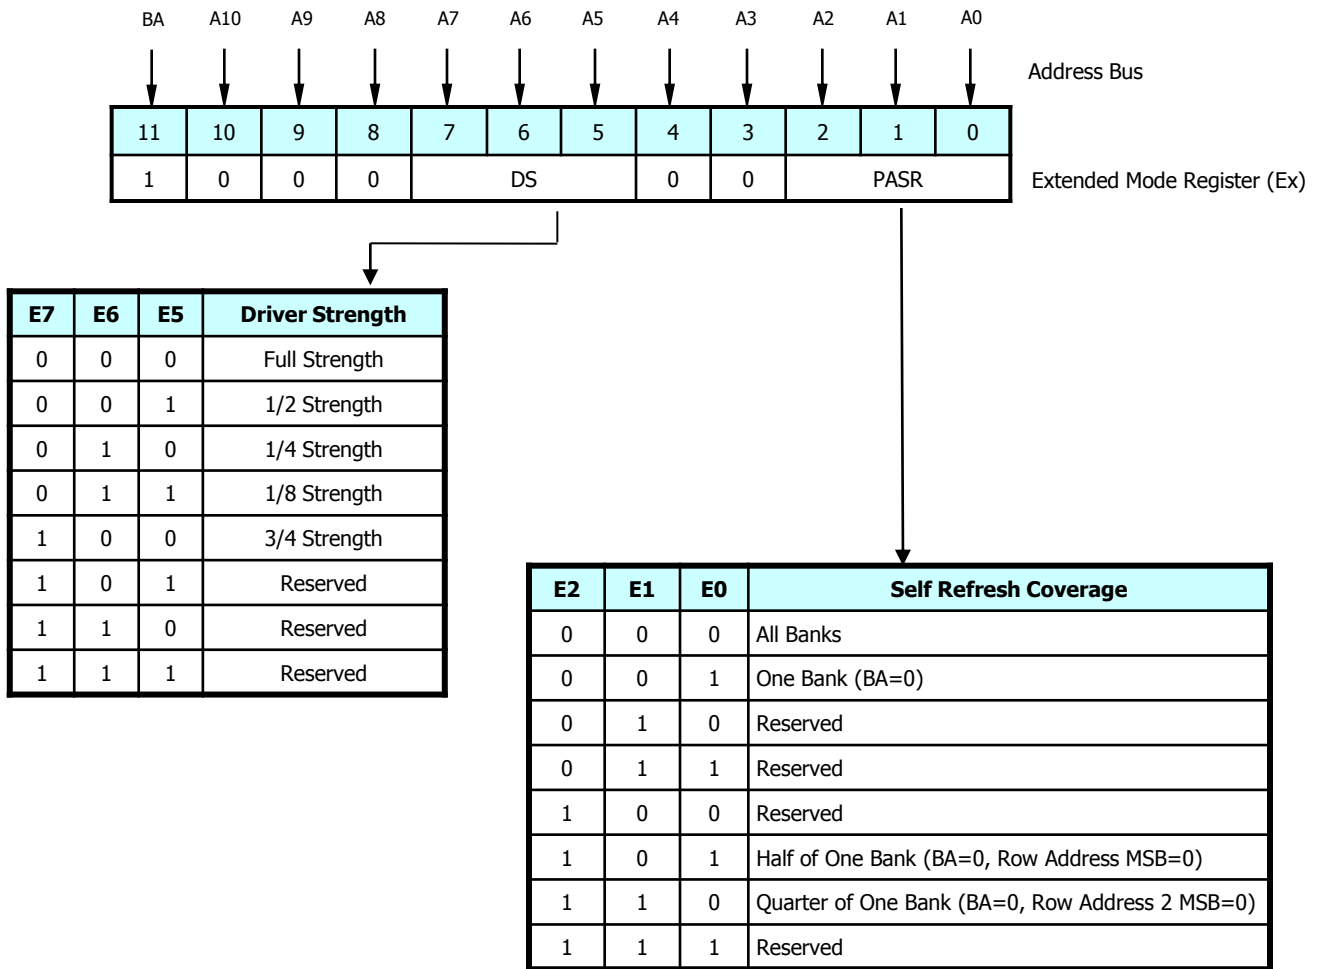 BA A10 A9 A8 A7 A6 A5 A4 A3 A2 A1 A0
Address Bus
11 10 9 8 7 6 5 4 3 2 1 0
1 0 0 0 DS 0 0 PASR Extended Mode Register (Ex)
E7 E6 E5 Driver Strength
0 0 0 Full Strength
0 0 1 1/2 Strength
0 1 0 1/4 Strength
0 1 1 1/8 Strength
1 0 0 3/4 Strength
1 0 1 Reserved
1 1 0 Reserved
1 1 1 Reserved
E2 E1 E0 Self Refresh Coverage
0 0 0 All Banks
0 0 1 One Bank (BA=0)
0 1 0 Reserved
0 1 1 Reserved
1 0 0 Reserved
1 0 1 Half of One Bank (BA=0, Row Address MSB=0)
1 1 0 Quarter of One Bank (BA=0, Row Address 2 MSB=0)
1 1 1 Reserved